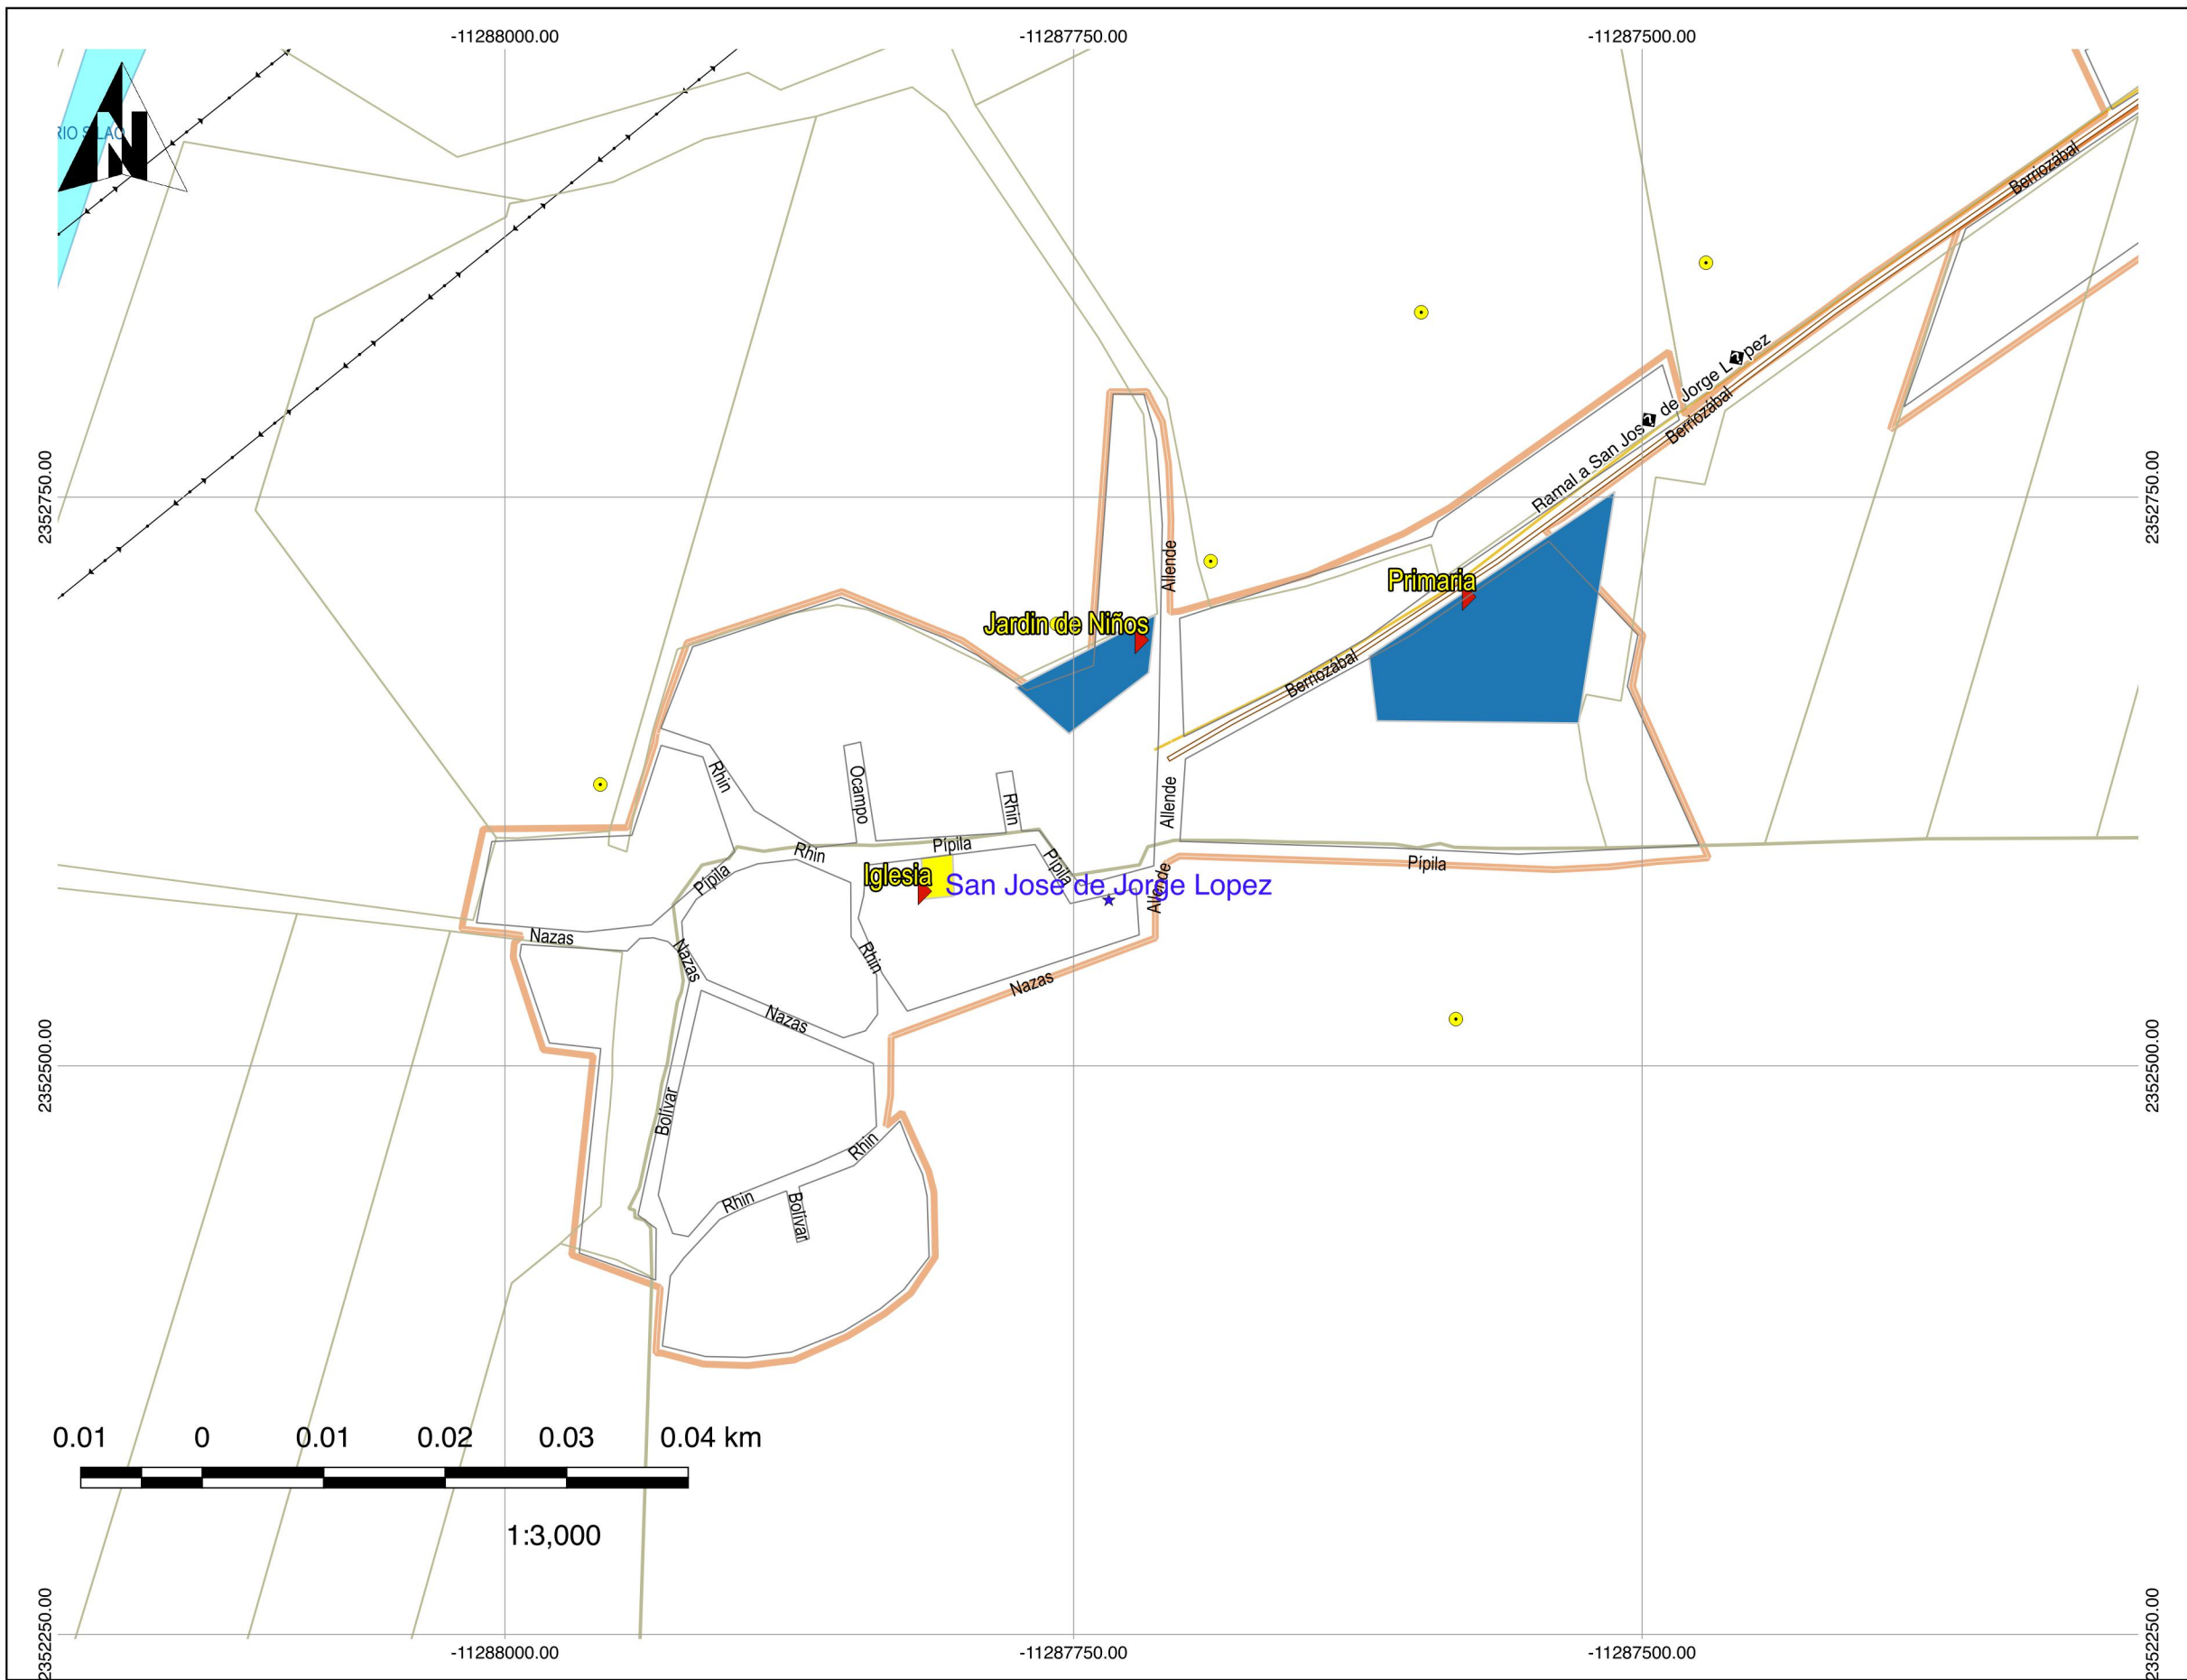 -11288000.00
-11287750.00
-11287500.00
N
RIO SILAO
Berriozábal
Ramal a San Jos� de Jorge L�pez
Berriozábal
2352750.00
2352750.00
Allende
Primaria
Jardin de Niños
Berriozábal
Rhin
Ocampo
Rhin
Allende
Pípila
Rhin
Pípila
Pípila
Pípila
Iglesia
San Jose de Jorge Lopez
Allende
Nazas
Nazas
Rhin
Nazas
Nazas
2352500.00
2352500.00
Bolívar
Rhin
Rhin
Bolívar
0.01 0 0.01 0.02 0.03 0.04 km
1:3,000
2352250.00
2352250.00
-11288000.00
-11287750.00
-11287500.00